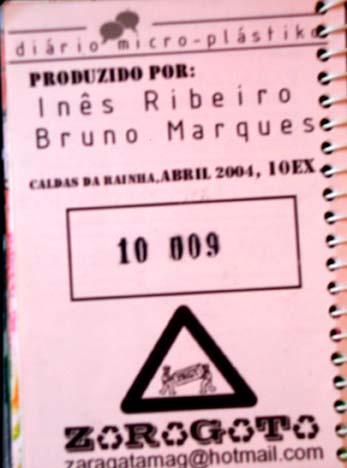 diário micro-plástiko
PRODUZIDO POR:
Inês Ribeiro
Bruno Marques
CALDAS DA RAINHA, ABRIL 2004, 10EX.
10 009
ZARAGATA
zaragatamag@hotmail.com